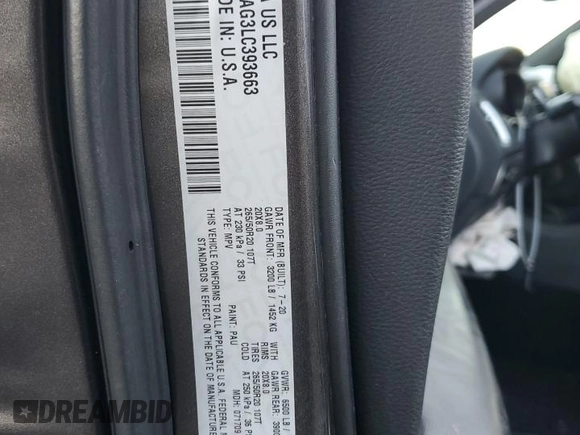 A US LLC
AG3LC393663
DE IN: U.S.A.
DATE OF MFR (BUILT): 7-20
GAWR FRONT: 3200 LB / 1452 KG WITH
20X8.0 RIMS
265/50R20 107T TIRES
AT 230 kPa / 33 PSI COLD
TYPE: MPV PAINT: PAU
THIS VEHICLE CONFORMS TO ALL APPLICABLE U.S.A. FEDERAL
STANDARDS IN EFFECT ON THE DATE OF MANUF
GVWR: 6500 LB /
GAWR REAR: 3900
20X8.0
265/50R20 107T
AT 250 kPa / 36 PSI
MDH: 071709
DREAMBID